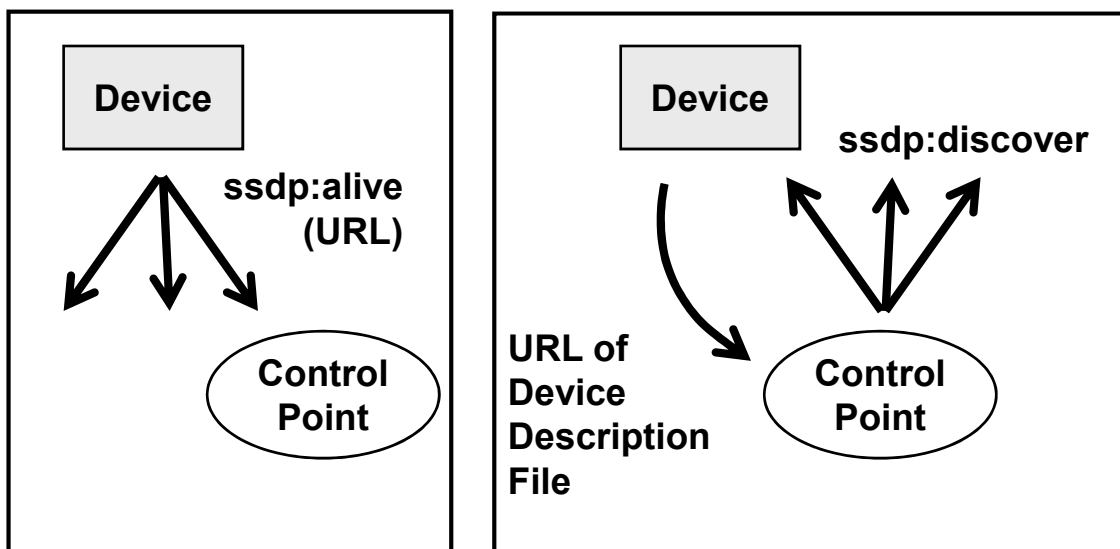 Device
ssdp:alive
(URL)
Control
Point
Device
ssdp:discover
URL of
Device
Description
File
Control
Point